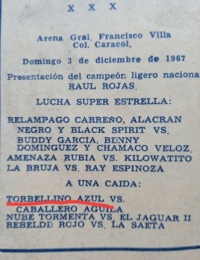 X X X
Arena Gral. Francisco Villa
Col. Caracol.
Domingo 3 de diciembre de 1967
Presentación del campeón ligero naciona
RAUL ROJAS.
LUCHA SUPER ESTRELLA:
RELAMPAGO CARRERO, ALACRAN
NEGRO Y BLACK SPIRIT VS.
BUDDY GARCIA, BENNY
DOMINGUEZ Y CHAMACO VELOZ.
AMENAZA RUBIA VS. KILOWATITO
LA BRUJA VS. RAY ESPINOZA
A UNA CAIDA:
TORBELLINO AZUL VS.
CABALLERO AGUILA
NUBE TORMENTA VS. EL JAGUAR II
REBELDE ROJO VS. LA SAETA